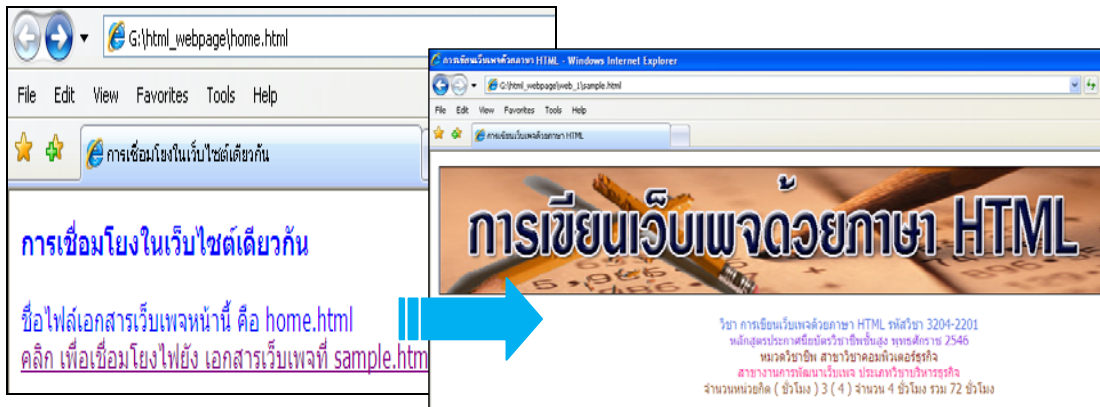 G:\html_webpage\home.html
File Edit View Favorites Tools Help
การเชื่อมโยงในเว็บไซต์เดียวกัน
การเชื่อมโยงในเว็บไซต์เดียวกัน
ชื่อไฟล์เอกสารเว็บเพจหน้านี้ คือ home.html
คลิก เพื่อเชื่อมโยงไฟยัง เอกสารเว็บเพจที่ sample.htm
การเขียนเว็บเพจด้วยภาษา HTML - Windows Internet Explorer
G:\html_webpage\web_1\sample.html
File Edit View Favorites Tools Help
การเขียนเว็บเพจด้วยภาษา HTML
การเขียนเว็บเพจด้วยภาษา HTML
วิชา การเขียนเว็บเพจด้วยภาษา HTML รหัสวิชา 3204-2201
หลักสูตรประกาศนียบัตรวิชาชีพชั้นสูง พุทธศักราช 2546
หมวดวิชาชีพ สาขาวิชาคอมพิวเตอร์ธุรกิจ
สาขางานการพัฒนาเว็บเพจ ประเภทวิชาบริหารธุรกิจ
จำนวนหน่วยกิต ( ชั่วโมง ) 3 ( 4 ) จำนวน 4 ชั่วโมง รวม 72 ชั่วโมง